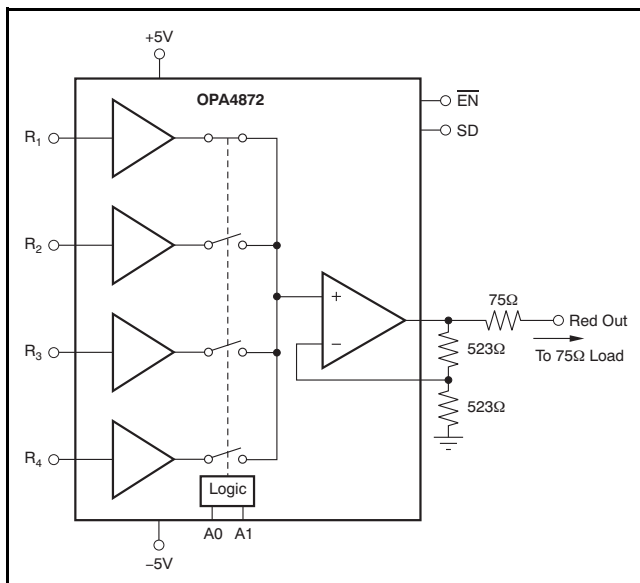 +5V
OPA4872
EN
SD
R1
R2
R3
R4
+
−
75Ω
Red Out
To 75Ω Load
523Ω
523Ω
Logic
A0 A1
−5V